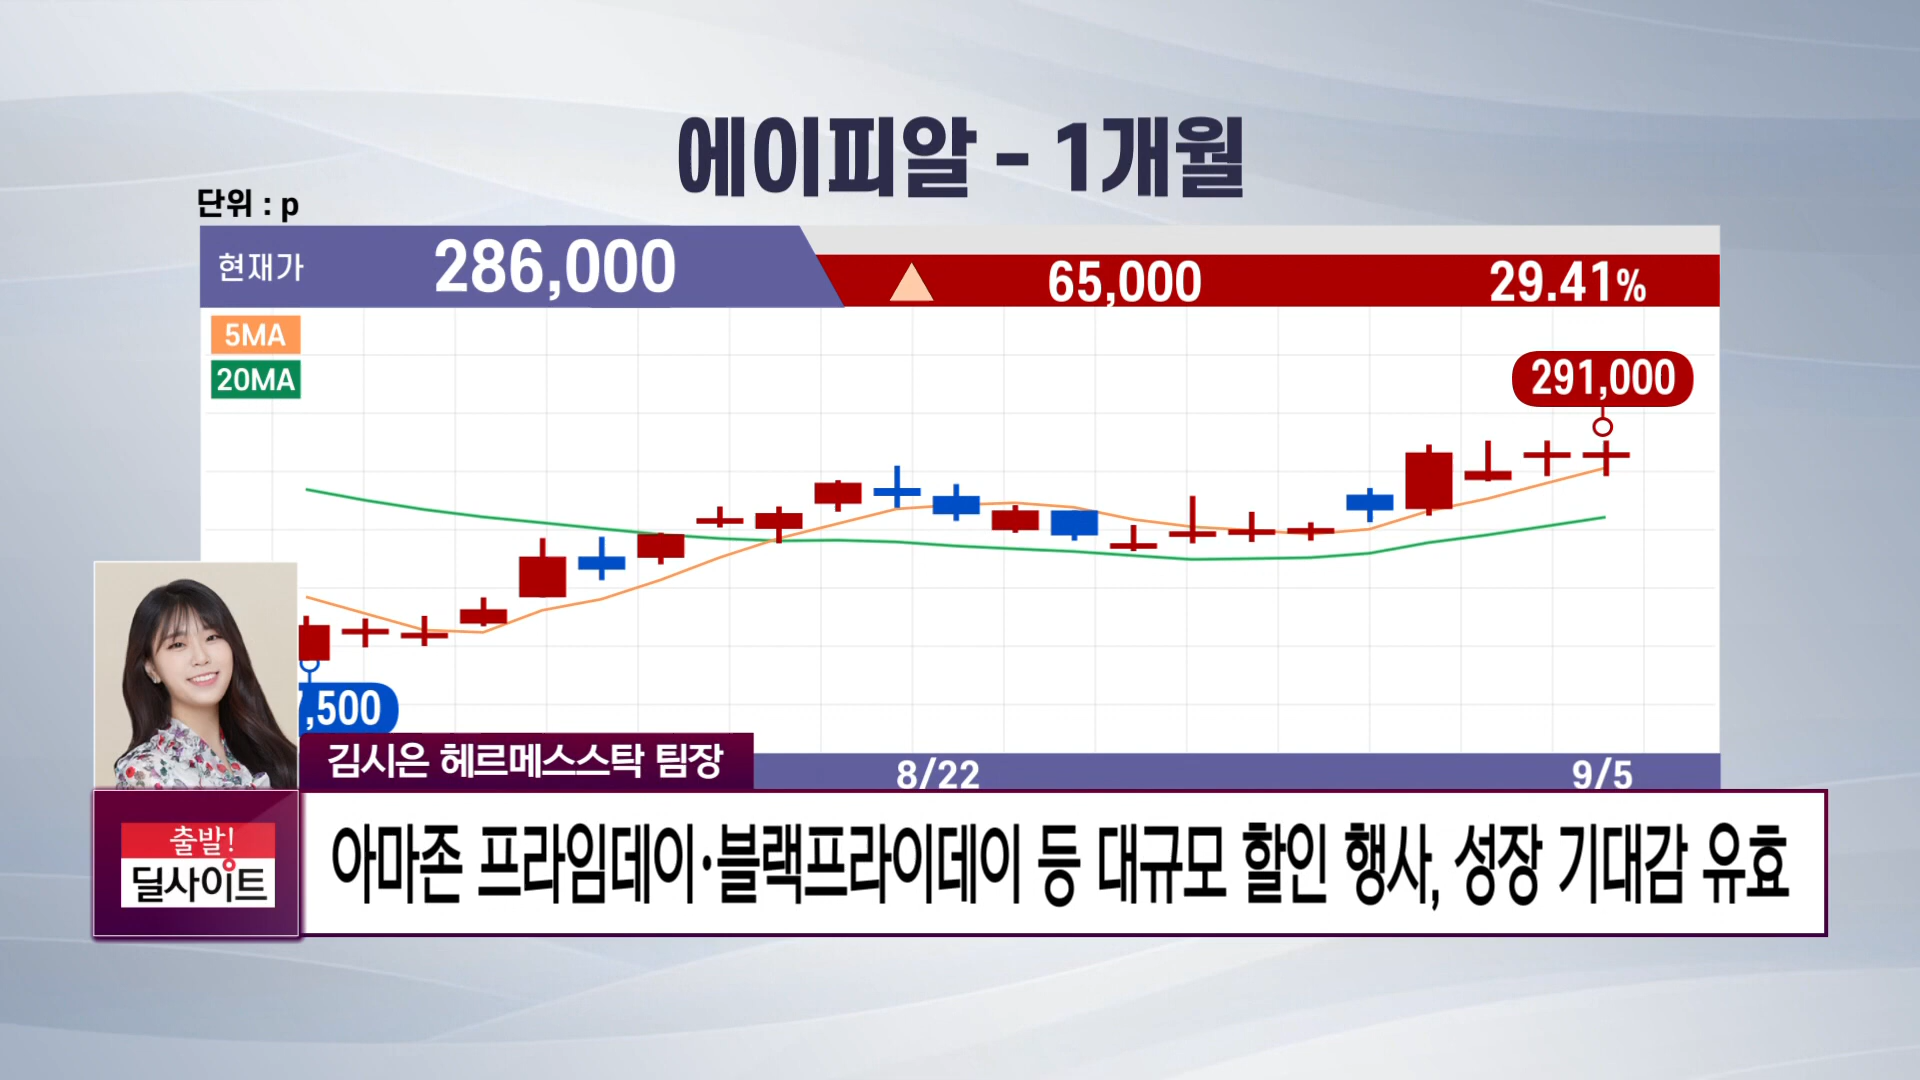 에이피알 - 1개월
단위 : p
현재가 286,000 65,000 29.41%
5MA
20MA
291,000
,500
김시은 헤르메스스탁 팀장
8/22 9/5
출발!
딜사이트
아마존 프라임데이·블랙프라이데이 등 대규모 할인 행사, 성장 기대감 유효